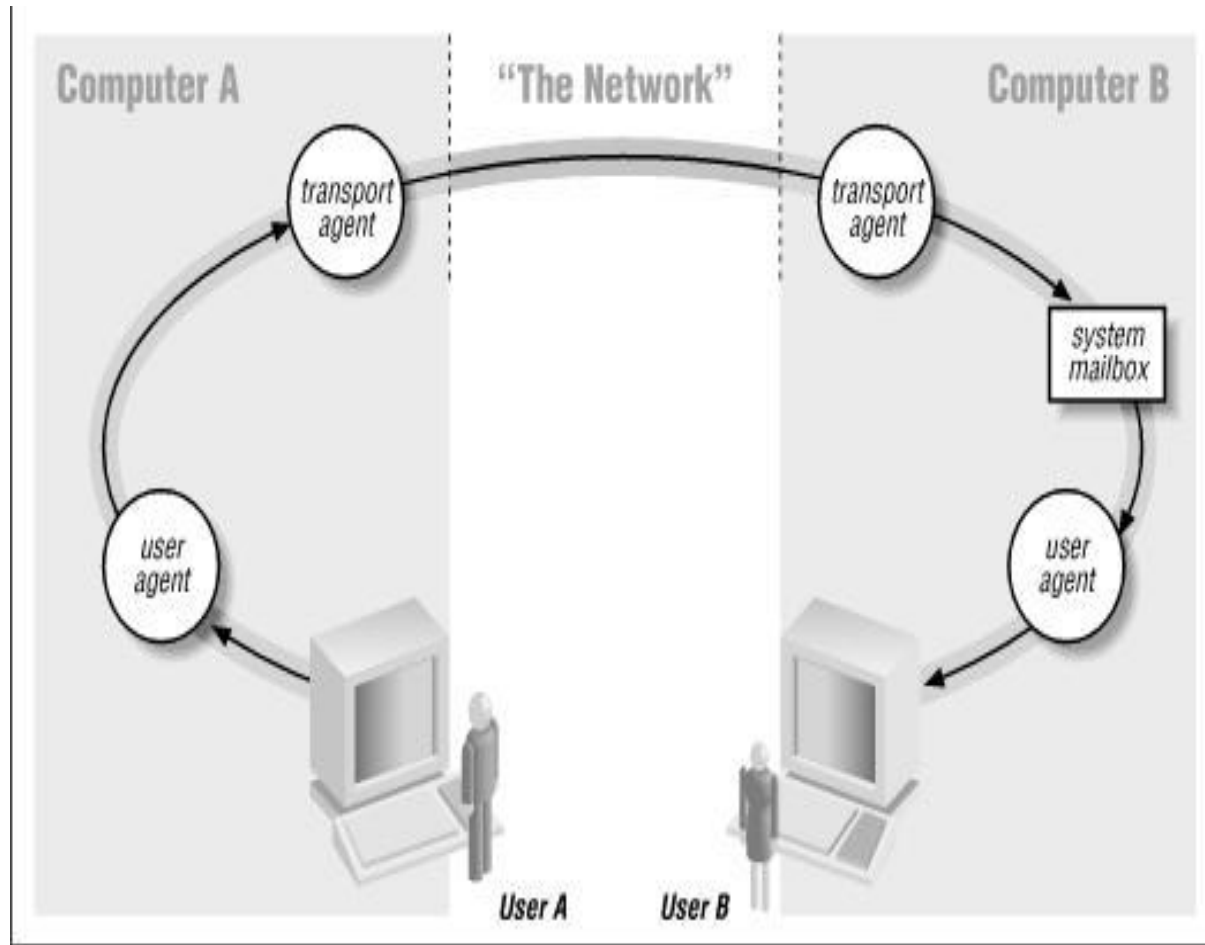 Computer A
“The Network”
Computer B
transport
agent
transport
agent
system
mailbox
user
agent
user
agent
User A
User B